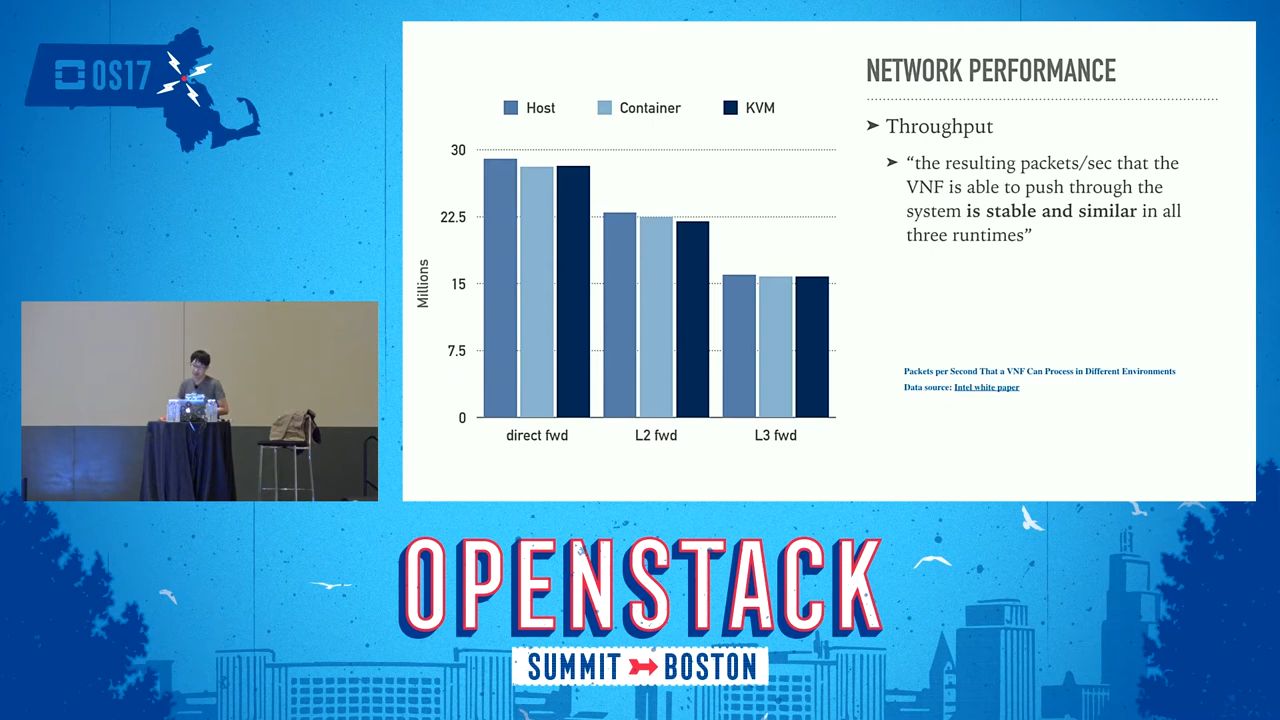 OS17
Host Container KVM
30
22.5
15
7.5
0
Millions
direct fwd L2 fwd L3 fwd
NETWORK PERFORMANCE
➤ Throughput
➤ “the resulting packets/sec that the
VNF is able to push through the
system is stable and similar in all
three runtimes”
Packets per Second That a VNF Can Process in Different Environments
Data source: Intel white paper
OPENSTACK
SUMMIT BOSTON